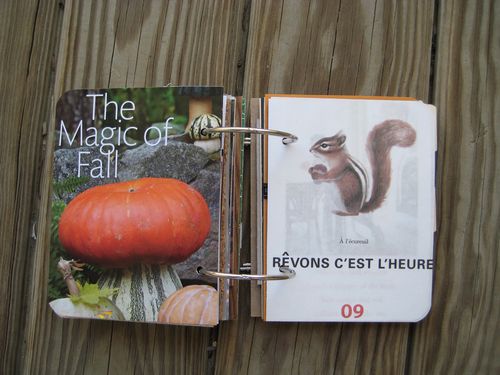 The
Magic of
Fall
À l'écureuil
RÊVONS C'EST L'HEURE
09